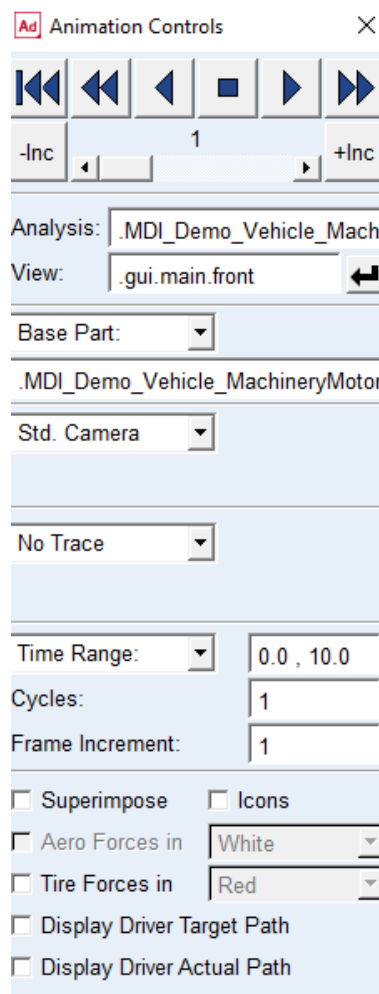 Ad Animation Controls
-Inc 1 +Inc
Analysis: .MDI_Demo_Vehicle_Mach
View: .gui.main.front
Base Part:
.MDI_Demo_Vehicle_MachineryMotor
Std. Camera
No Trace
Time Range: 0.0 , 10.0
Cycles: 1
Frame Increment: 1
Superimpose Icons
Aero Forces in White
Tire Forces in Red
Display Driver Target Path
Display Driver Actual Path